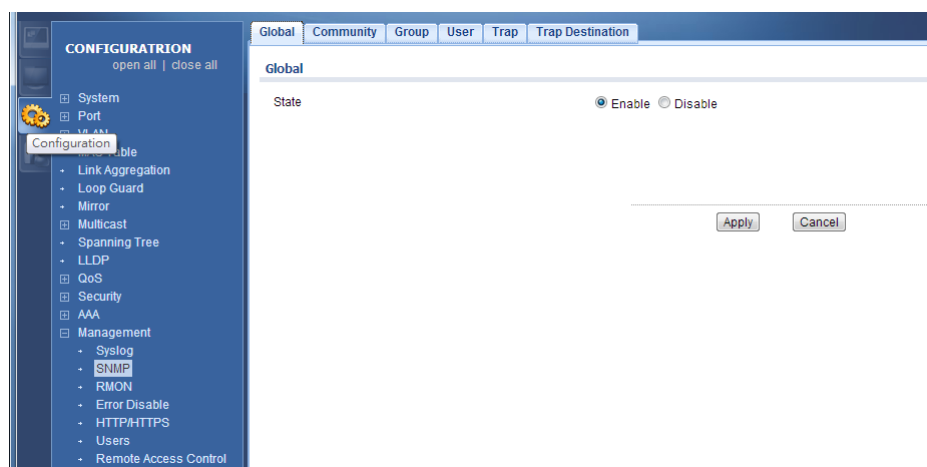 CONFIGURATRION
open all | close all
System
Port
VLAN
Configuration
Table
Link Aggregation
Loop Guard
Mirror
Multicast
Spanning Tree
LLDP
QoS
Security
AAA
Management
Syslog
SNMP
RMON
Error Disable
HTTP/HTTPS
Users
Remote Access Control
Global Community Group User Trap Trap Destination
Global
State Enable Disable
Apply Cancel